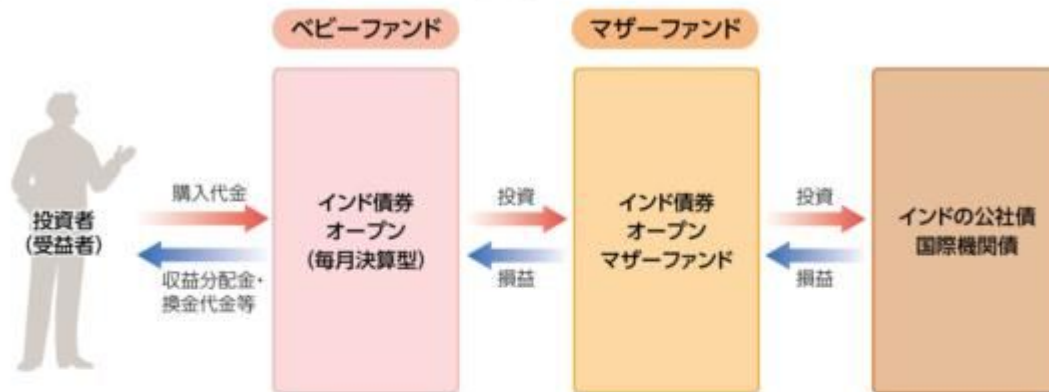 ベビーファンド
マザーファンド
投資者
(受益者)
購入代金
収益分配金・
換金代金等
インド債券
オープン
(毎月決算型)
投資
損益
インド債券
オープン
マザーファンド
投資
損益
インドの公社債
国際機関債